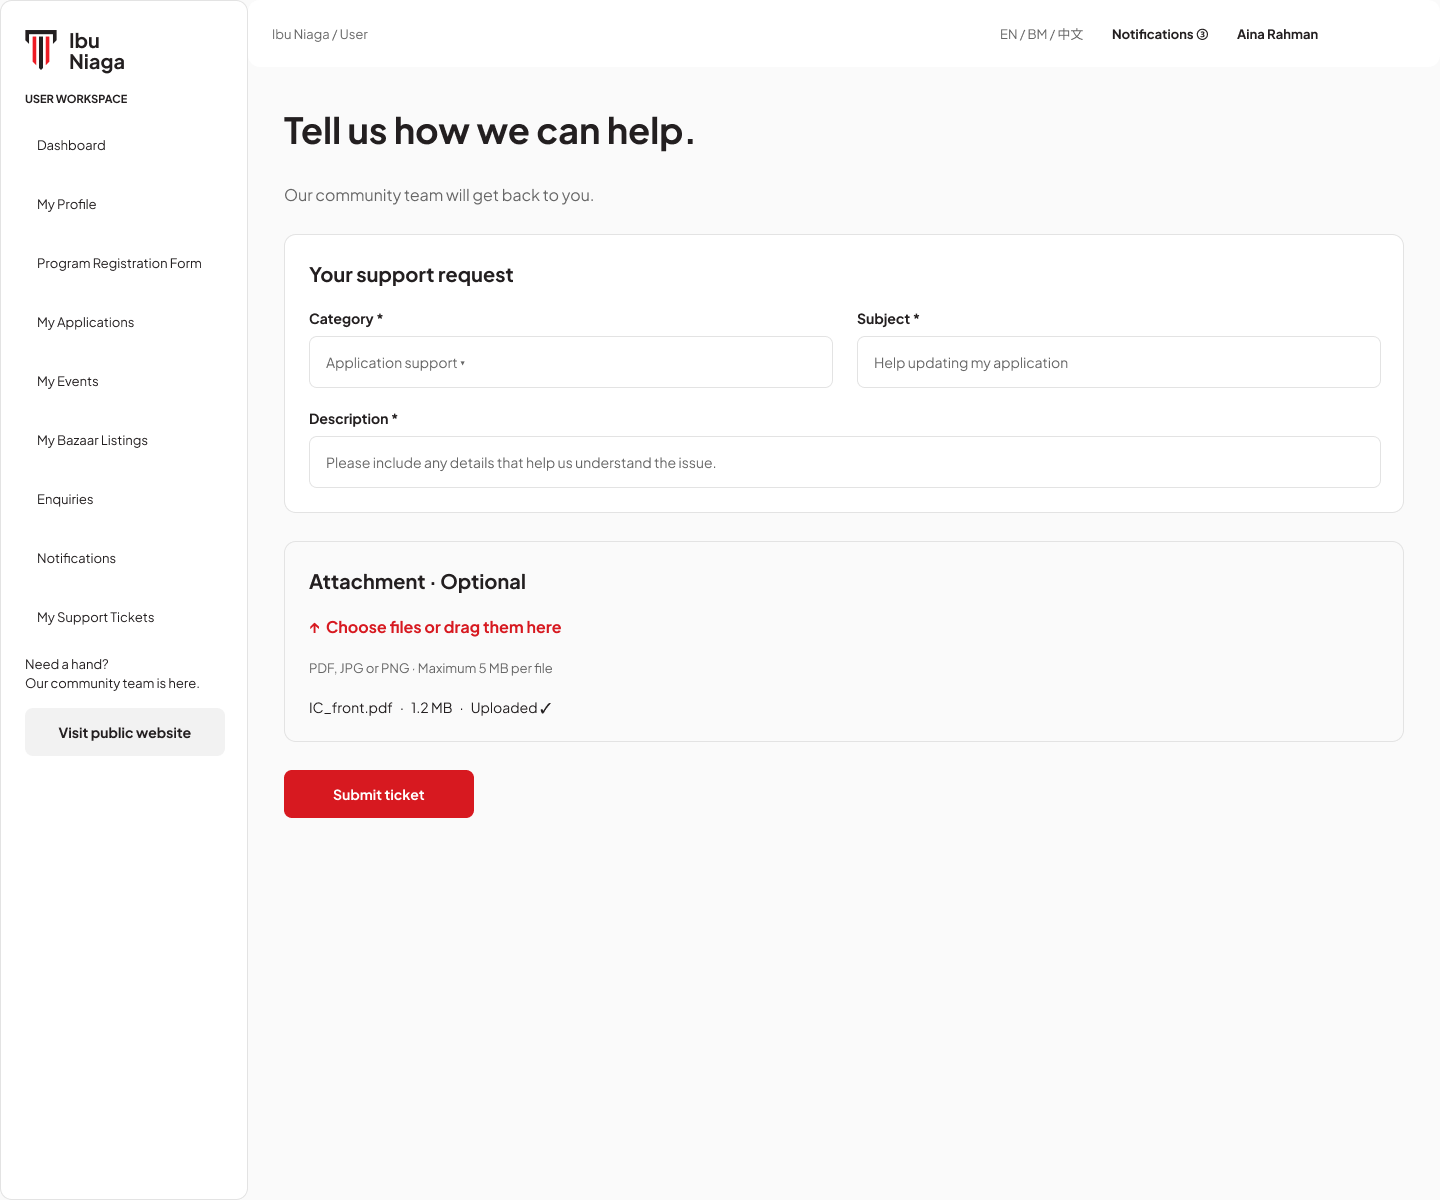 Ibu
Niaga
USER WORKSPACE
Dashboard
My Profile
Program Registration Form
My Applications
My Events
My Bazaar Listings
Enquiries
Notifications
My Support Tickets
Need a hand?
Our community team is here.
Visit public website
Ibu Niaga / User
EN / BM / 中文
Notifications ③
Aina Rahman
Tell us how we can help.
Our community team will get back to you.
Your support request
Category *
Application support ▾
Subject *
Help updating my application
Description *
Please include any details that help us understand the issue.
Attachment · Optional
↑ Choose files or drag them here
PDF, JPG or PNG · Maximum 5 MB per file
IC_front.pdf · 1.2 MB · Uploaded ✓
Submit ticket